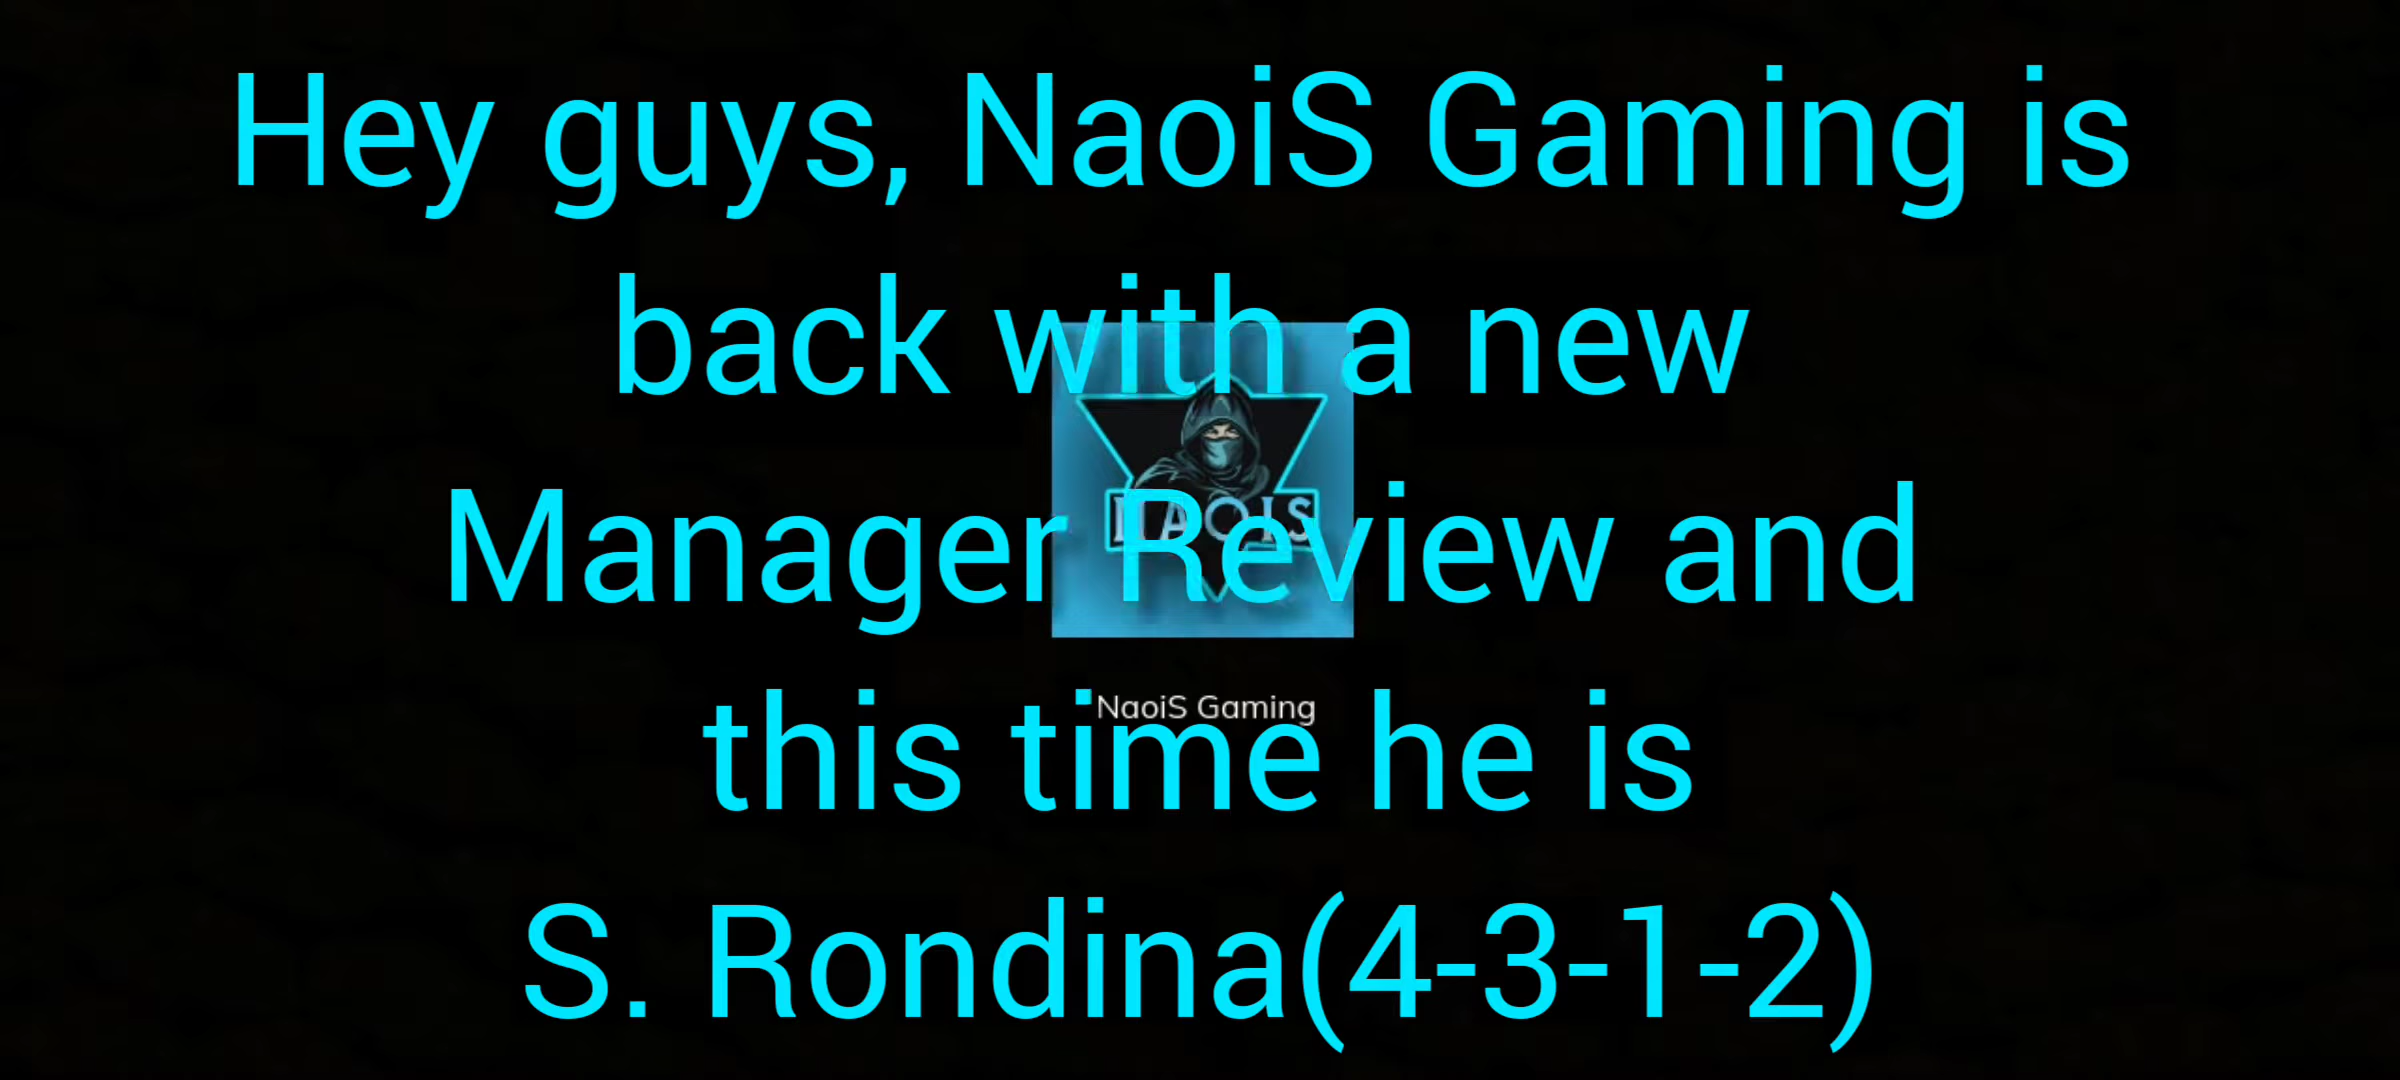 Hey guys, NaoiS Gaming is
back with a new
Manager Review and
NAOIS
this time he is
NaoiS Gaming
S. Rondina(4-3-1-2)